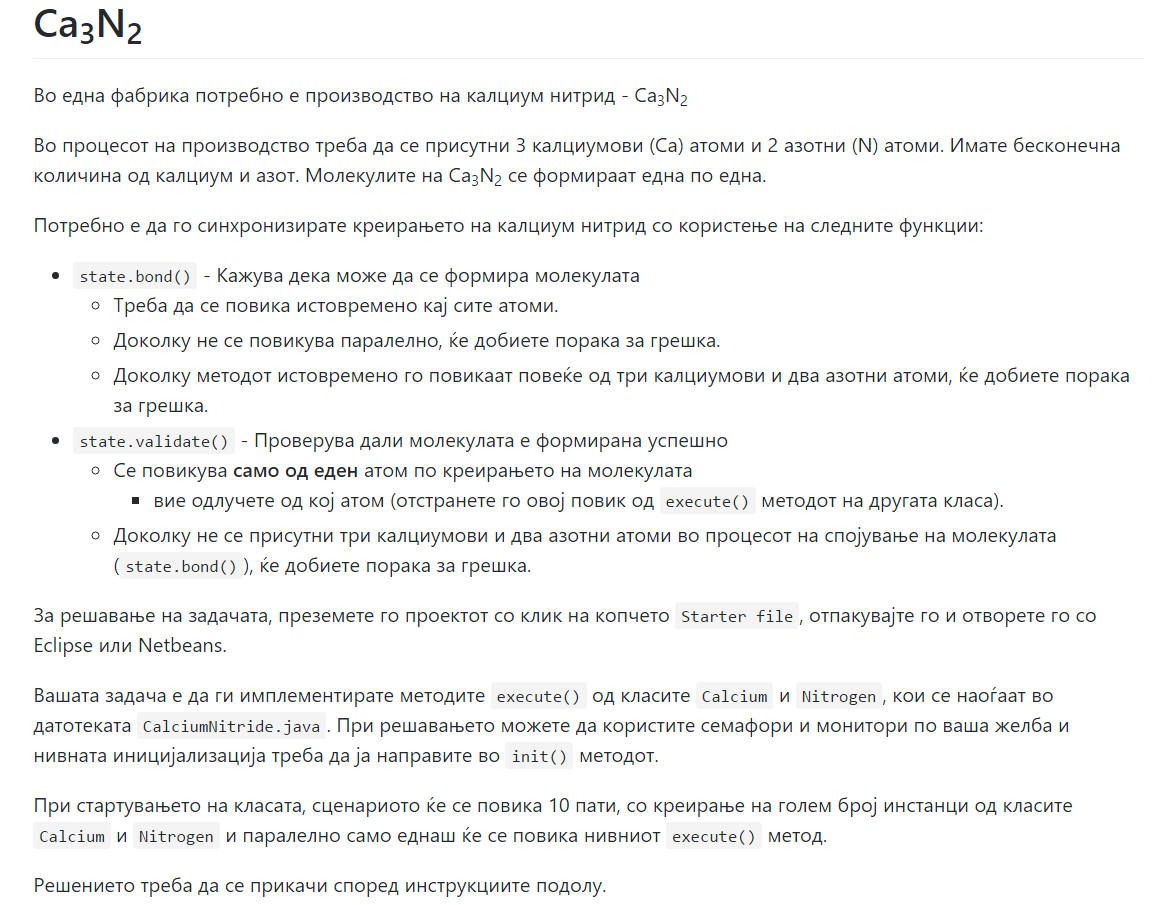 Ca₃N₂
Во една фабрика потребно е производство на калциум нитрид - Ca₃N₂
Во процесот на производство треба да се присутни 3 калциумови (Ca) атоми и 2 азотни (N) атоми. Имате бесконечна
количина од калциум и азот. Молекулите на Ca₃N₂ се формираат една по една.
Потребно е да го синхронизирате креирањето на калциум нитрид со користење на следните функции:
state.bond() - Кажува дека може да се формира молекулата
Треба да се повика истовремено кај сите атоми.
Доколку не се повикува паралелно, ќе добиете порака за грешка.
Доколку методот истовремено го повикаат повеќе од три калциумови и два азотни атоми, ќе добиете порака
за грешка.
state.validate() - Проверува дали молекулата е формирана успешно
Се повикува само од еден атом по креирањето на молекулата
вие одлучете од кој атом (отстранете го овој повик од execute() методот на другата класа).
Доколку не се присутни три калциумови и два азотни атоми во процесот на спојување на молекулата
(state.bond()), ќе добиете порака за грешка.
За решавање на задачата, преземете го проектот со клик на копчето Starter file, отпакувајте го и отворете го со
Eclipse или Netbeans.
Вашата задача е да ги имплементирате методите execute() од класите Calcium и Nitrogen, кои се наоѓаат во
датотеката CalciumNitride.java. При решавањето можете да користите семафори и монитори по ваша желба и
нивната иницијализација треба да ја направите во init() методот.
При стартувањето на класата, сценариото ќе се повика 10 пати, со креирање на голем број инстанци од класите
Calcium и Nitrogen и паралелно само еднаш ќе се повика нивниот execute() метод.
Решението треба да се прикачи според инструкциите подолу.